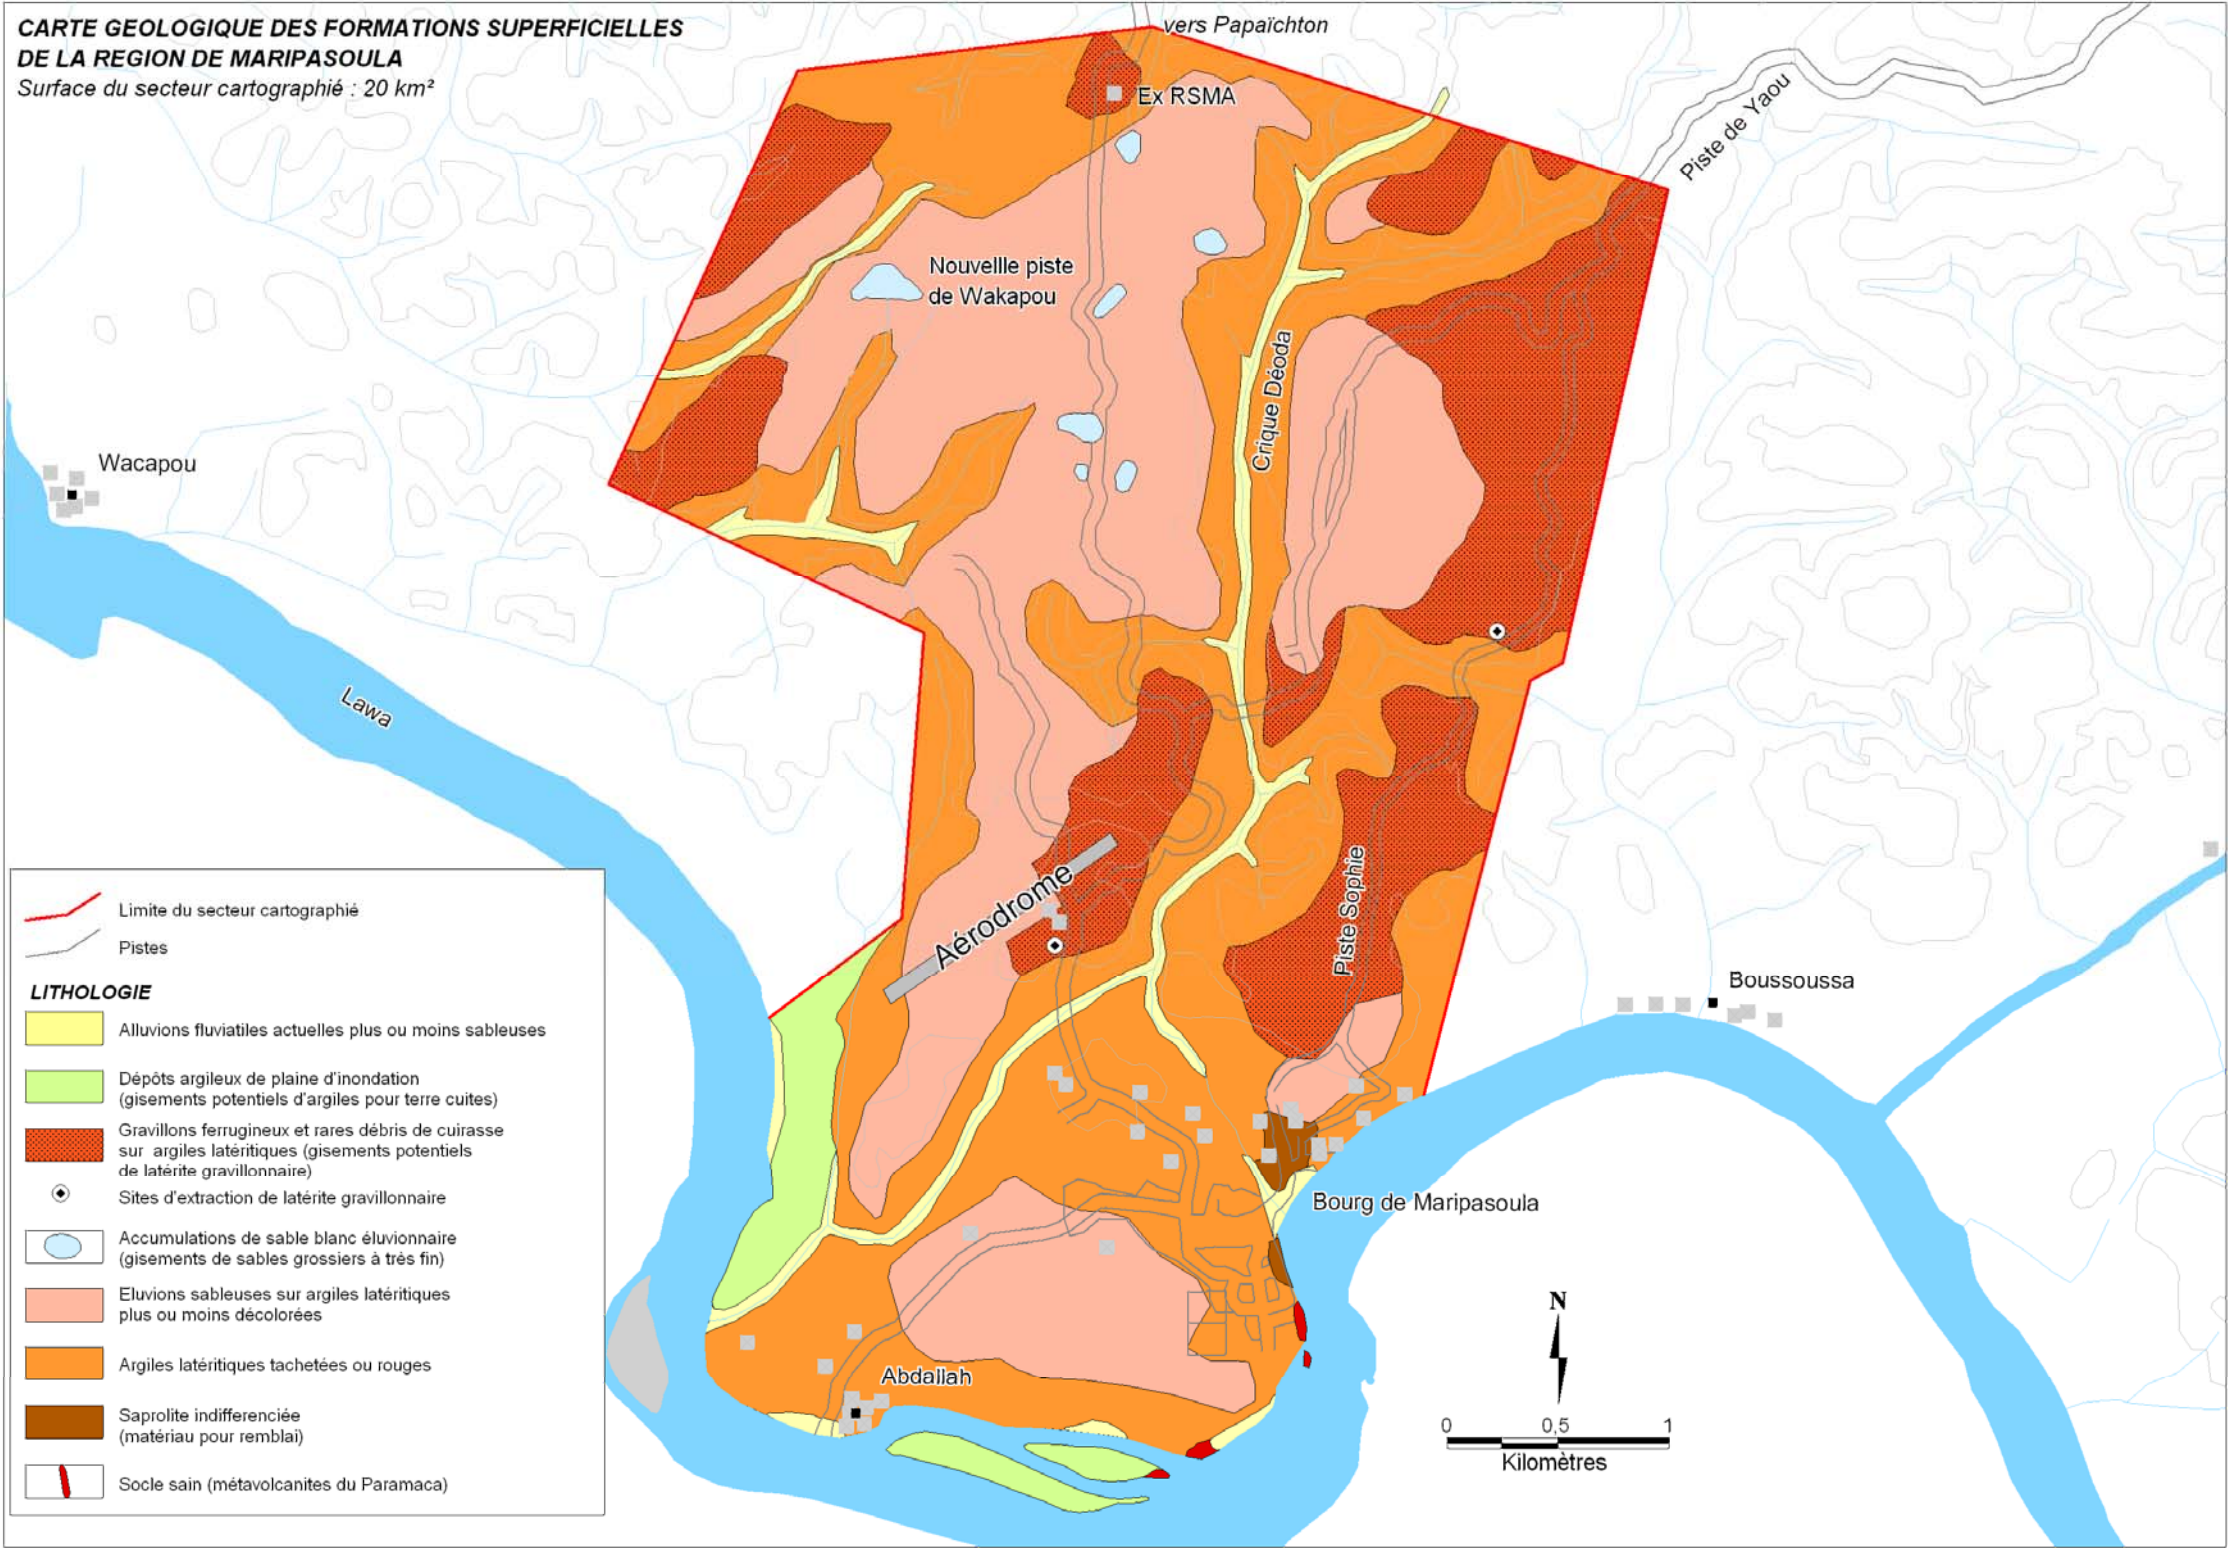 CARTE GEOLOGIQUE DES FORMATIONS SUPERFICIELLES
DE LA REGION DE MARIPASOULA
Surface du secteur cartographié : 20 km²
vers Papaïchton
Ex RSMA
Piste de Yaou
Nouvellle piste
de Wakapou
Crique Déoda
Wacapou
Lawa
Aérodrome
Piste Sophie
Boussoussa
Bourg de Maripasoula
Abdallah
Limite du secteur cartographié
Pistes
LITHOLOGIE
Alluvions fluviatiles actuelles plus ou moins sableuses
Dépôts argileux de plaine d'inondation
(gisements potentiels d'argiles pour terre cuites)
Gravillons ferrugineux et rares débris de cuirasse
sur argiles latéritiques (gisements potentiels
de latérite gravillonnaire)
Sites d'extraction de latérite gravillonnaire
Accumulations de sable blanc éluvionnaire
(gisements de sables grossiers à très fin)
Eluvions sableuses sur argiles latéritiques
plus ou moins décolorées
Argiles latéritiques tachetées ou rouges
Saprolite indifferenciée
(matériau pour remblai)
Socle sain (métavolcanites du Paramaca)
N
0 0,5 1
Kilomètres